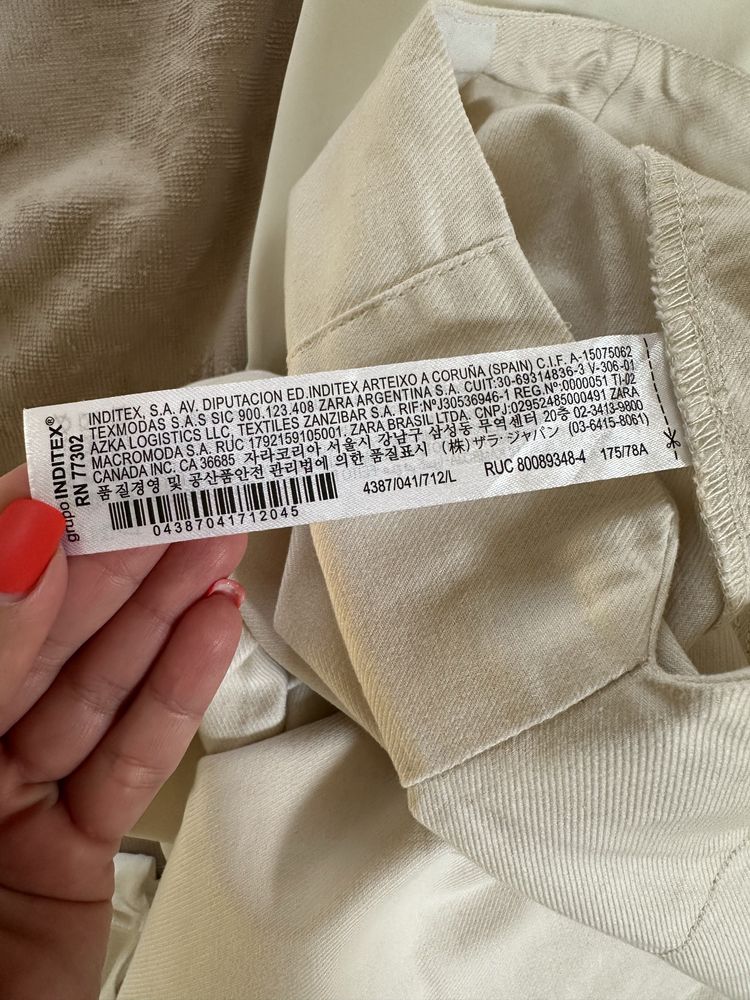 grupo INDITEX®
RN 77302
INDITEX, S.A. AV. DIPUTACION ED.INDITEX ARTEIXO A CORUÑA (SPAIN) C.I.F. A-15075062
TEXMODAS S.A.S SIC 900.123.408 ZARA ARGENTINA S.A. CUIT:30-69314836-3 V-306-01
AZKA LOGISTICS LLC, TEXTILES ZANZIBAR S.A. RIF:NºJ30536946-1 REG.Nº:0000051 TI-02
MACROMODA S.A. RUC 1792159105001. ZARA BRASIL LTDA. CNPJ:02952485000491 ZARA
CANADA INC. CA 36685 자라코리아 서울시 강남구 삼성동 무역센터 20층 02-3413-9800
품질경영 및 공산품안전 관리법에 의한 품질표시 (株) ザラ・ジャパン (03-6415-8061)
4387/041/712/L RUC 80089348-4 175/78A
04387041712045